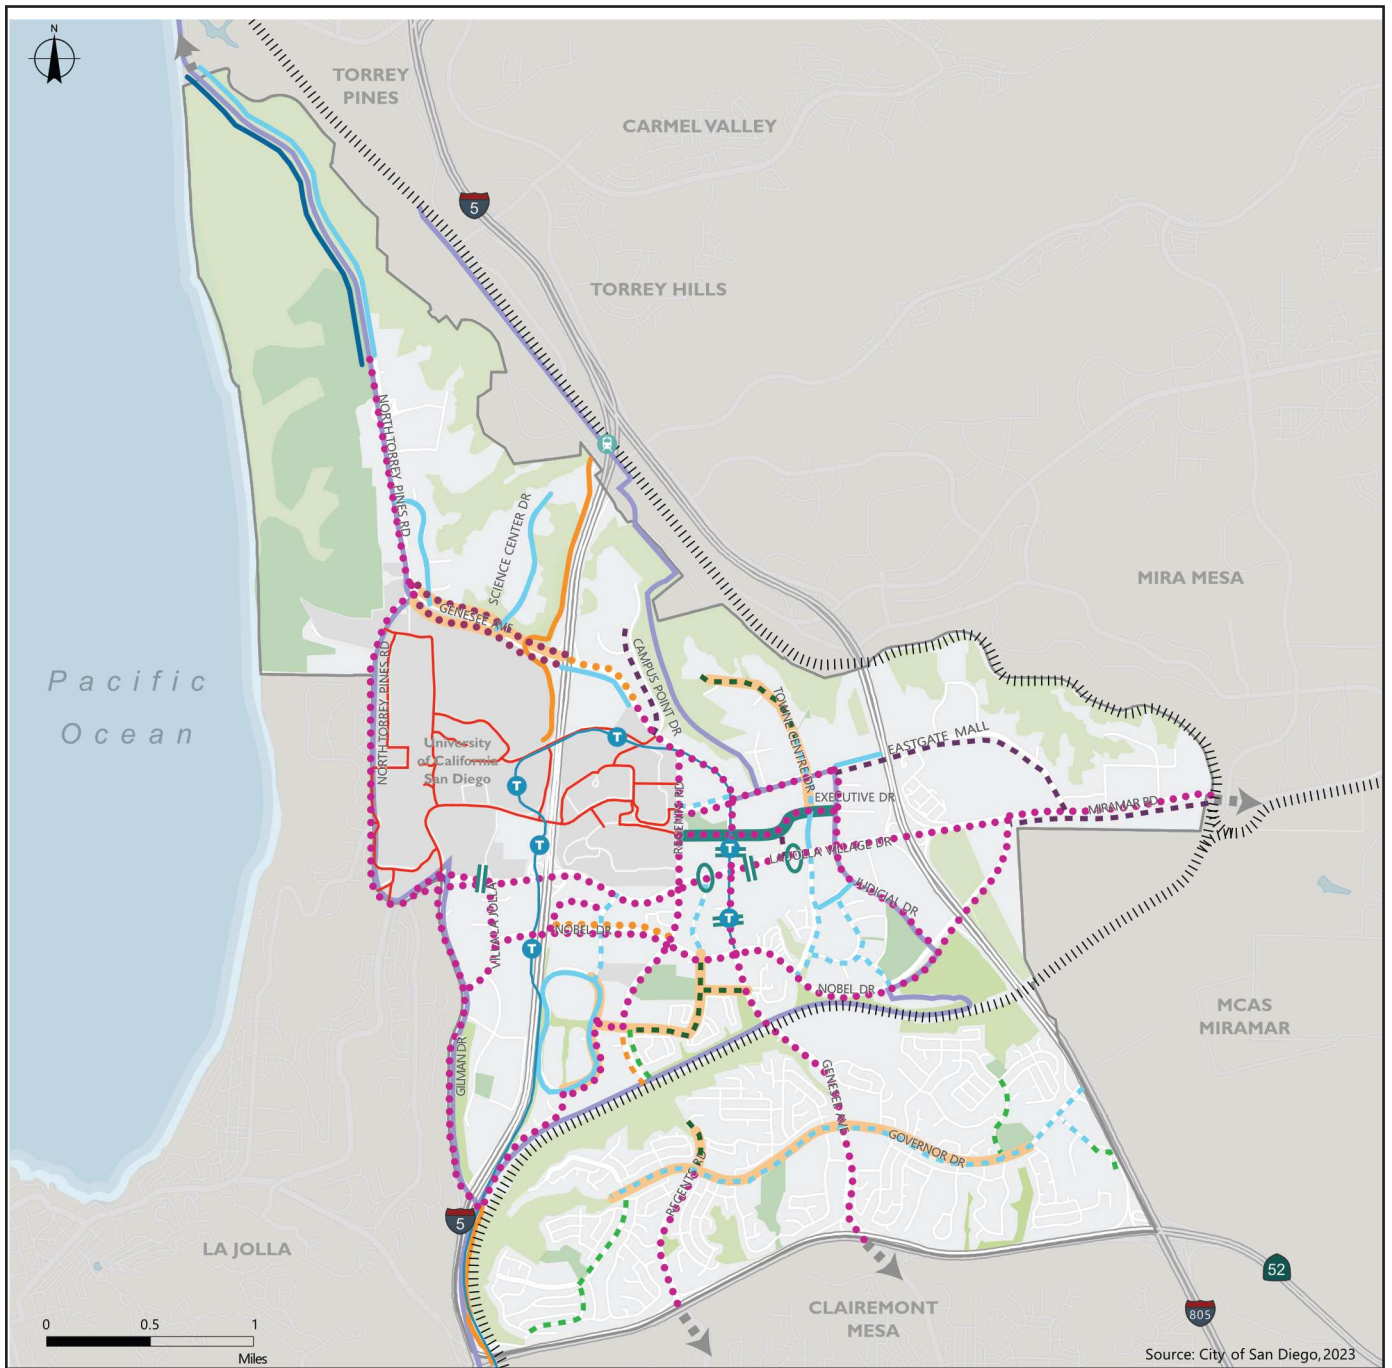 N
TORREY
PINES
CARMEL VALLEY
5
TORREY HILLS
NORTH TORREY PINES RD
SCIENCE CENTER DR
MIRA MESA
GENESEE AVE
CAMPUS POINT DR
Pacific
Ocean
NORTH TORREY PINES RD
University
of California
San Diego
T
T
TOWNE CENTRE DR
EASTGATE MALL
REGENTS RD
EXECUTIVE DR
MIRAMAR RD
T
T
LA JOLLA VILLAGE DR
VILLA LA JOLLA
JUDICIAL DR
T
T
NOBEL DR
NOBEL DR
MCAS
MIRAMAR
GILMAN DR
GENESEE AVE
GOVERNOR DR
REGENTS RD
5
LA JOLLA
52
CLAIREMONT
MESA
805
0 0.5 1
Miles
Source: City of San Diego, 2023